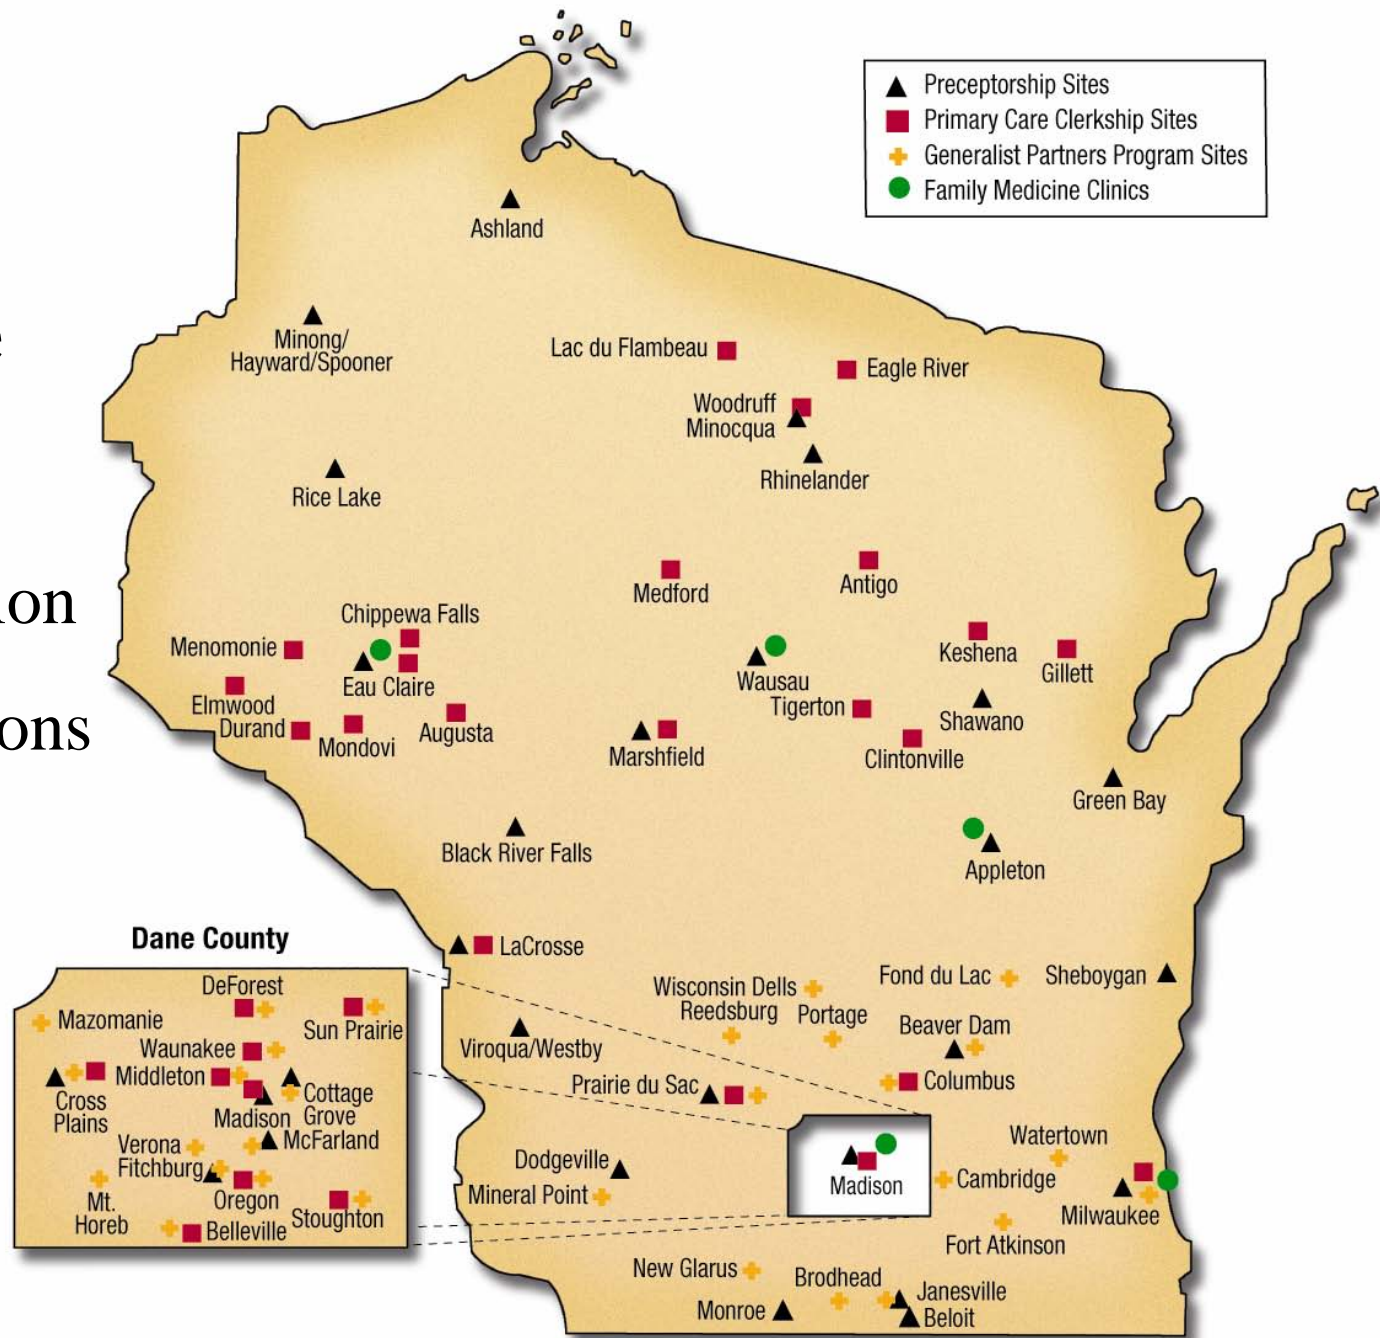 Preceptorship Sites
Primary Care Clerkship Sites
Generalist Partners Program Sites
Family Medicine Clinics
Ashland
Minong/
Hayward/Spooner
Lac du Flambeau
Eagle River
Woodruff
Minocqua
Rhinelander
Rice Lake
Medford
Antigo
Chippewa Falls
Menomonie
Eau Claire
Elmwood
Durand
Mondovi
Augusta
Wausau
Tigerton
Keshena
Gillett
Shawano
Marshfield
Clintonville
Green Bay
Black River Falls
Appleton
LaCrosse
Wisconsin Dells
Reedsburg
Portage
Fond du Lac
Sheboygan
Beaver Dam
Viroqua/Westby
Prairie du Sac
Columbus
Dodgeville
Mineral Point
Madison
Watertown
Cambridge
Milwaukee
Fort Atkinson
New Glarus
Brodhead
Monroe
Janesville
Beloit
Dane County
DeForest
Mazomanie
Sun Prairie
Waunakee
Middleton
Cross
Plains
Madison
Cottage
Grove
McFarland
Verona
Fitchburg
Mt.
Horeb
Oregon
Stoughton
Belleville
ion
ons